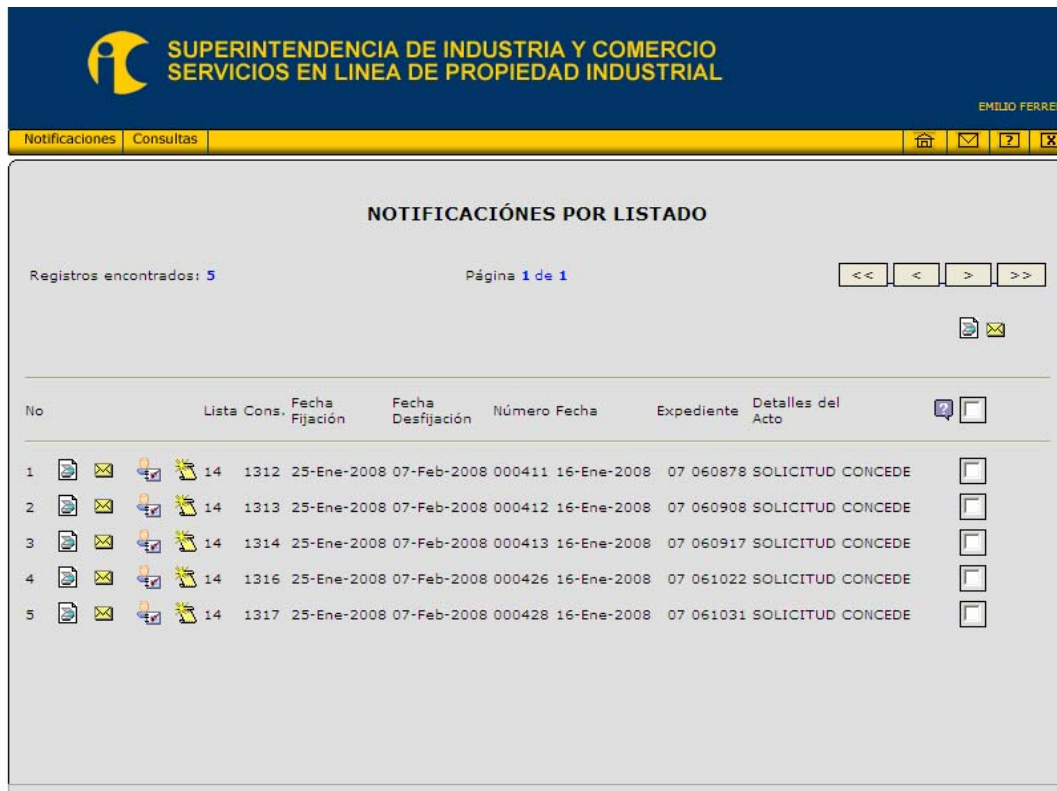 SUPERINTENDENCIA DE INDUSTRIA Y COMERCIO
SERVICIOS EN LINEA DE PROPIEDAD INDUSTRIAL
EMILIO FERRE
Notificaciones Consultas
NOTIFICACIÓNES POR LISTADO
Registros encontrados: 5 Página 1 de 1 << < > >>
No Lista Cons. Fecha Fijación Fecha Desfijación Número Fecha Expediente Detalles del Acto
1 14 1312 25-Ene-2008 07-Feb-2008 000411 16-Ene-2008 07 060878 SOLICITUD CONCEDE
2 14 1313 25-Ene-2008 07-Feb-2008 000412 16-Ene-2008 07 060908 SOLICITUD CONCEDE
3 14 1314 25-Ene-2008 07-Feb-2008 000413 16-Ene-2008 07 060917 SOLICITUD CONCEDE
4 14 1316 25-Ene-2008 07-Feb-2008 000426 16-Ene-2008 07 061022 SOLICITUD CONCEDE
5 14 1317 25-Ene-2008 07-Feb-2008 000428 16-Ene-2008 07 061031 SOLICITUD CONCEDE